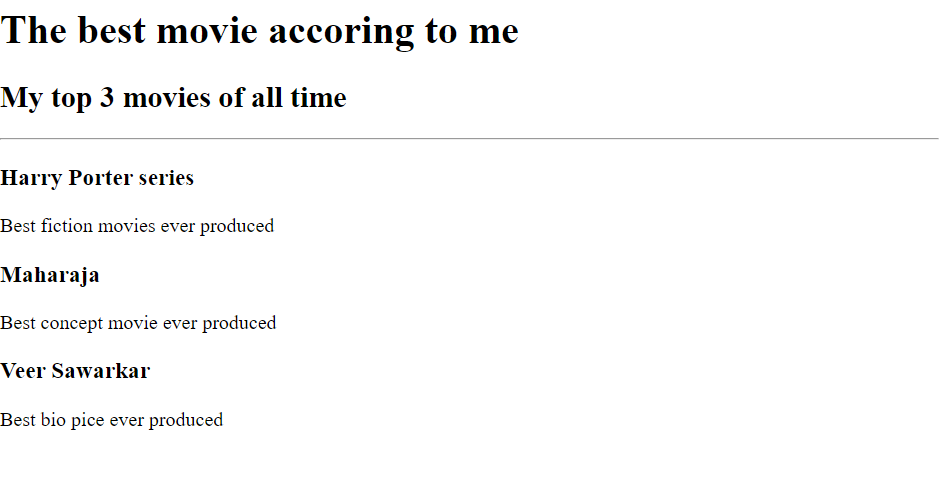 The best movie accoring to me
My top 3 movies of all time
Harry Porter series
Best fiction movies ever produced
Maharaja
Best concept movie ever produced
Veer Sawarkar
Best bio pice ever produced